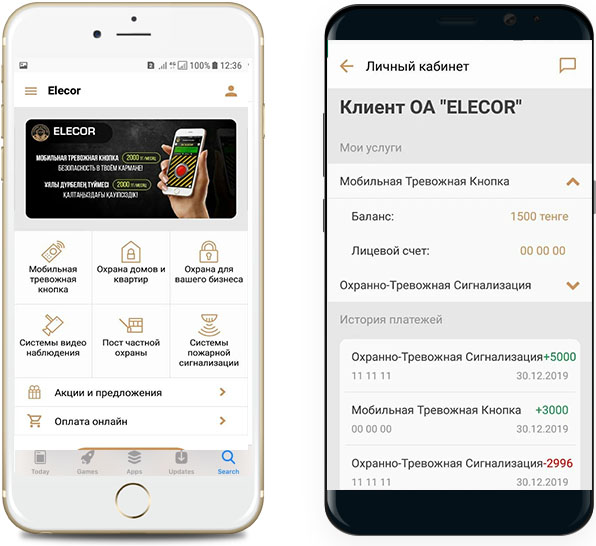 100% 12:36
Elecor
ELECOR
МОБИЛЬНАЯ ТРЕВОЖНАЯ КНОПКА 2000 ТГ/МЕСЯЦ
БЕЗОПАСНОСТЬ В ТВОЁМ КАРМАНЕ!
ҰЯЛЫ ДҮРБЕЛЕҢ ТҮЙМЕСІ 2000 ТГ/МЕСЯЦ
ҚАЛТАҢЫЗДАҒЫ ҚАУІПСІЗДІК!
Мобильная тревожная кнопка
Охрана домов и квартир
Охрана для вашего бизнеса
Системы видео наблюдения
Пост частной охраны
Системы пожарной сигнализации
Акции и предложения
Оплата онлайн
Today Games Apps Updates Search
Личный кабинет
Клиент ОА "ELECOR"
Мои услуги
Мобильная Тревожная Кнопка
Баланс: 1500 тенге
Лицевой счет: 00 00 00
Охранно-Тревожная Сигнализация
История платежей
Охранно-Тревожная Сигнализация+5000
11 11 11 30.12.2019
Мобильная Тревожная Кнопка +3000
00 00 00 30.12.2019
Охранно-Тревожная Сигнализация-2996
11 11 11 30.12.2019